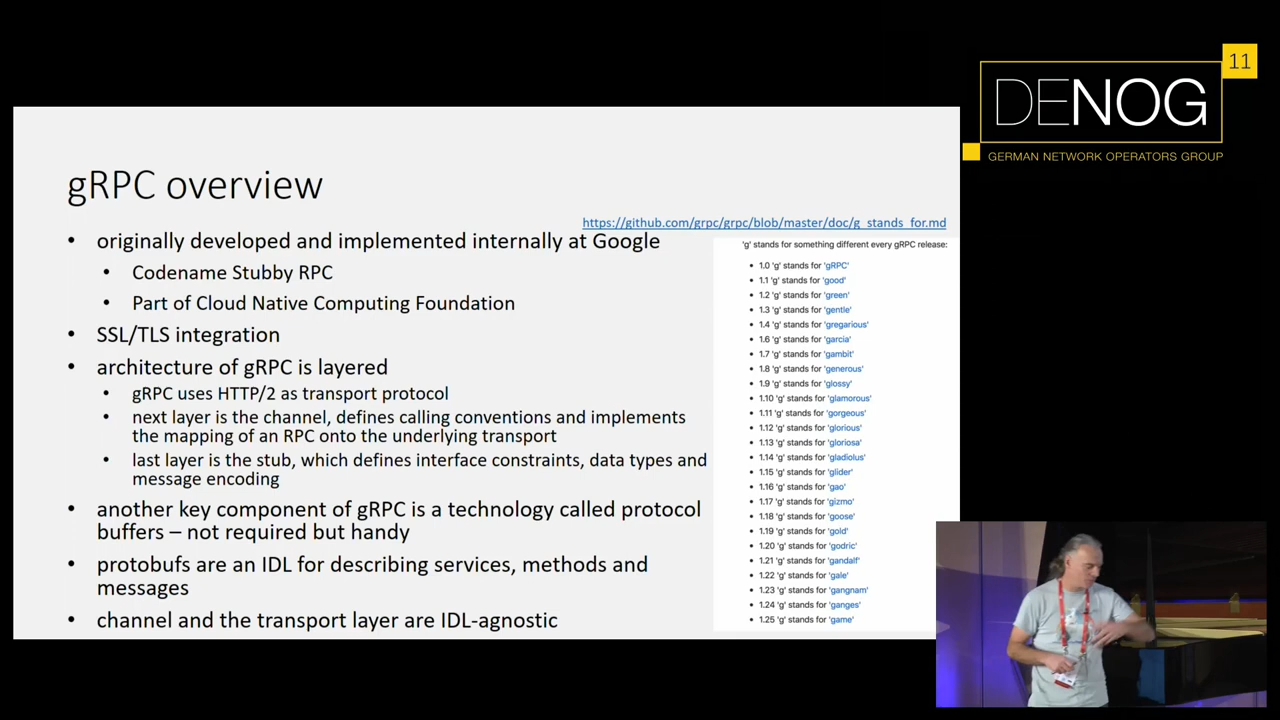 11
DENOG
GERMAN NETWORK OPERATORS GROUP
gRPC overview
https://github.com/grpc/grpc/blob/master/doc/g_stands_for.md
• originally developed and implemented internally at Google
• Codename Stubby RPC
• Part of Cloud Native Computing Foundation
• SSL/TLS integration
• architecture of gRPC is layered
• gRPC uses HTTP/2 as transport protocol
• next layer is the channel, defines calling conventions and implements
the mapping of an RPC onto the underlying transport
• last layer is the stub, which defines interface constraints, data types and
message encoding
• another key component of gRPC is a technology called protocol
buffers – not required but handy
• protobufs are an IDL for describing services, methods and
messages
• channel and the transport layer are IDL-agnostic
'g' stands for something different every gRPC release:
• 1.0 'g' stands for 'gRPC'
• 1.1 'g' stands for 'good'
• 1.2 'g' stands for 'green'
• 1.3 'g' stands for 'gentle'
• 1.4 'g' stands for 'gregarious'
• 1.6 'g' stands for 'garcia'
• 1.7 'g' stands for 'gambit'
• 1.8 'g' stands for 'generous'
• 1.9 'g' stands for 'glossy'
• 1.10 'g' stands for 'glamorous'
• 1.11 'g' stands for 'gorgeous'
• 1.12 'g' stands for 'glorious'
• 1.13 'g' stands for 'gloriosa'
• 1.14 'g' stands for 'gladiolus'
• 1.15 'g' stands for 'glider'
• 1.16 'g' stands for 'gao'
• 1.17 'g' stands for 'gizmo'
• 1.18 'g' stands for 'goose'
• 1.19 'g' stands for 'gold'
• 1.20 'g' stands for 'godric'
• 1.21 'g' stands for 'gandalf'
• 1.22 'g' stands for 'gale'
• 1.23 'g' stands for 'gangnam'
• 1.24 'g' stands for 'ganges'
• 1.25 'g' stands for 'game'